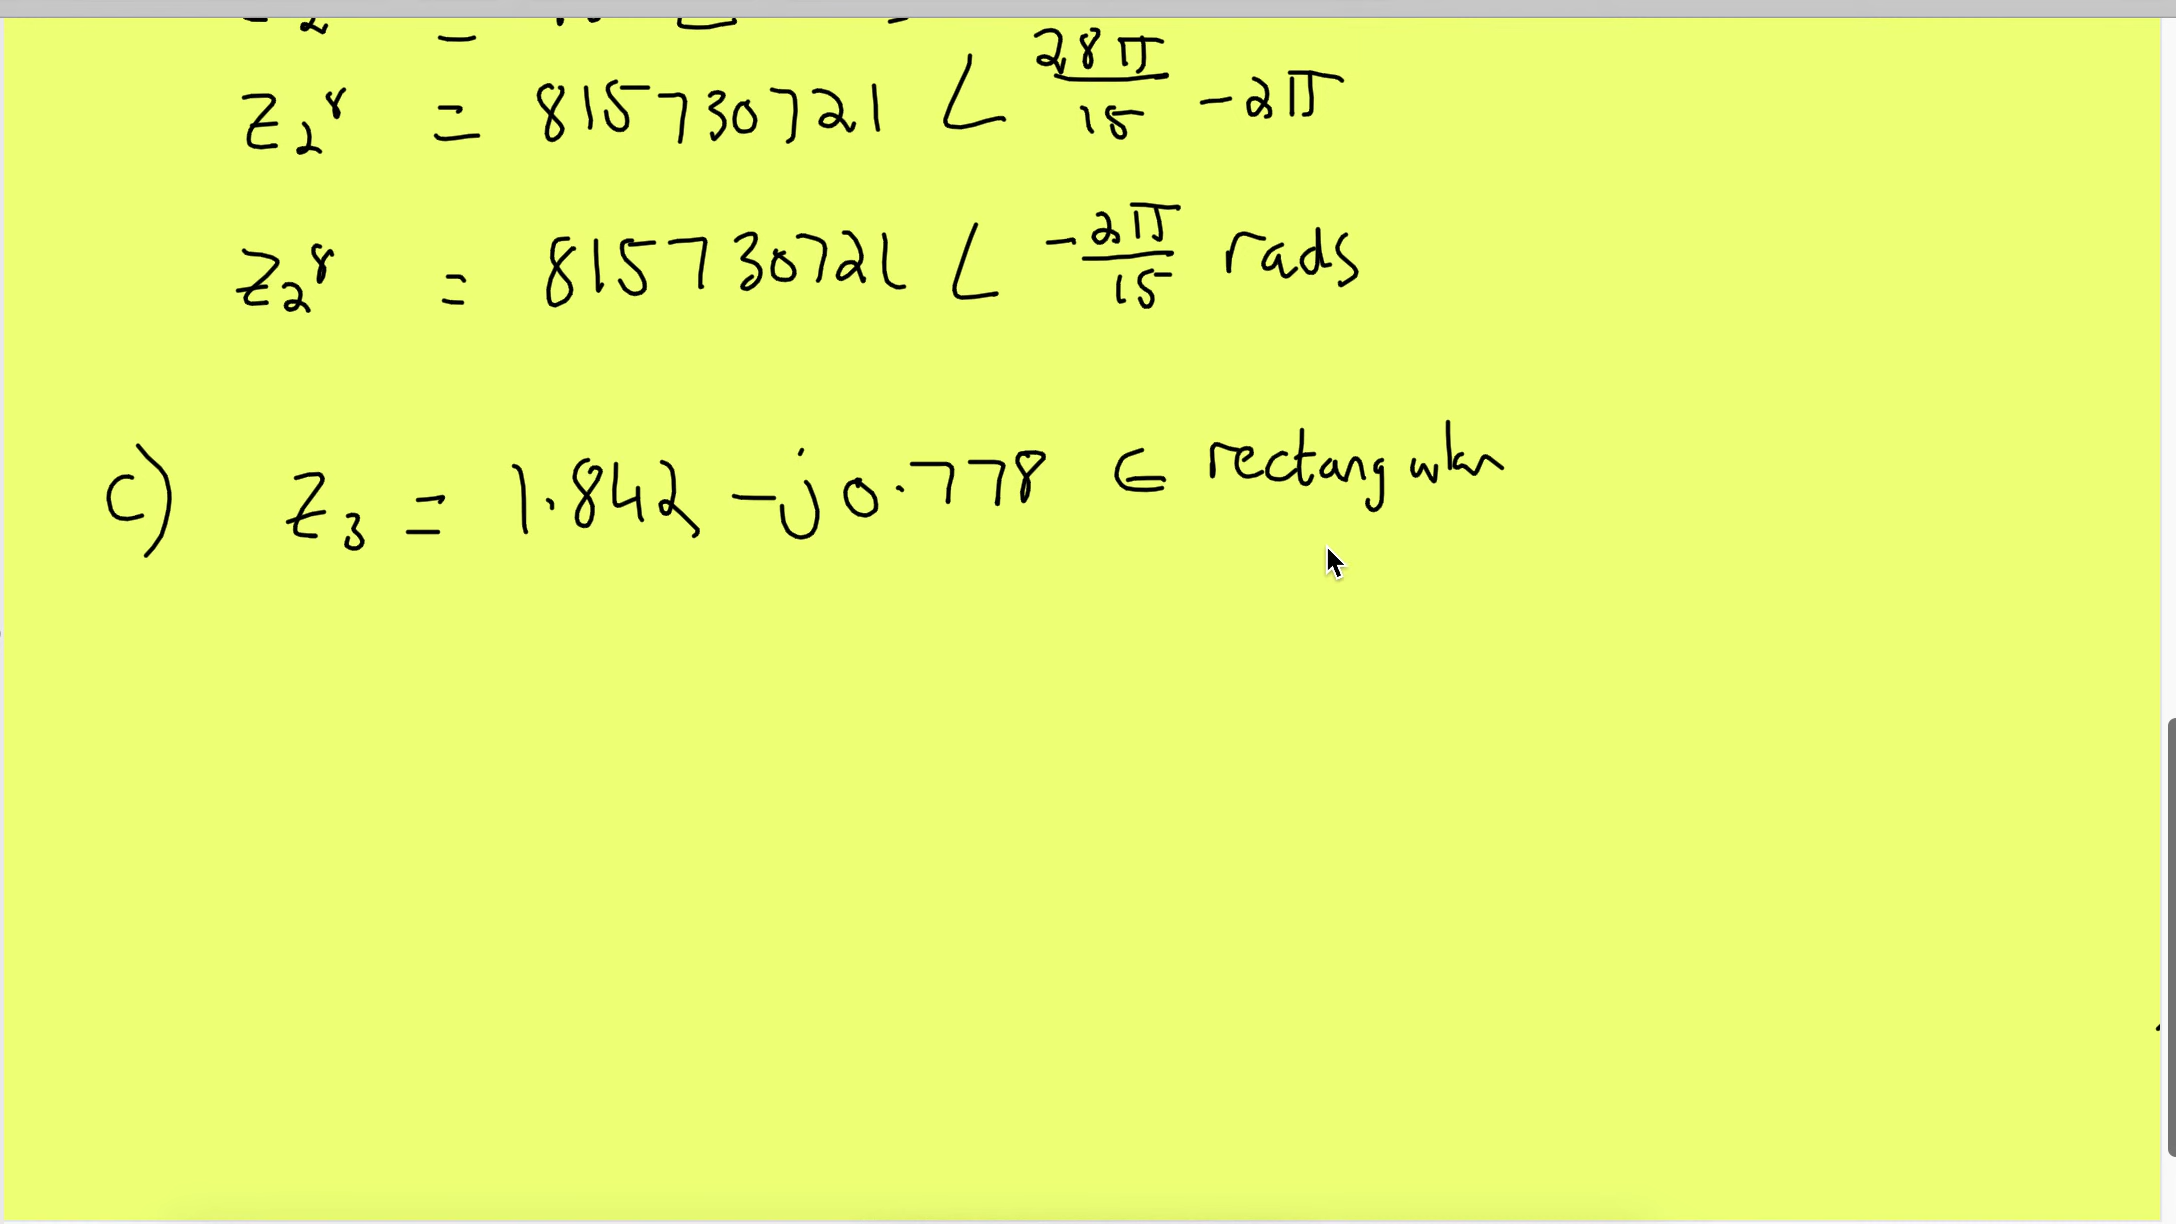 z₂⁸ = 815730721 ∠ 28π/15 - 2π
z₂⁸ = 815730721 ∠ -2π/15 rads
c) z₃ = 1.842 - j0.778 ∈ rectangular